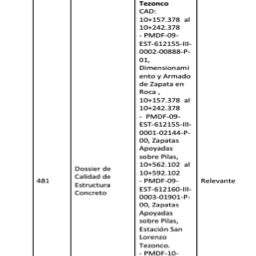 Tezonco
CAD:
10+157.378 al
10+242.378
- PMDF-09-
EST-612155-III-
0002-00888-P-
01,
Dimensionami
ento y Armado
de Zapata en
Roca ,
10+157.378 al
10+242.378
- PMDF-09-
EST-612155-III-
0001-02144-P-
00, Zapatas
Apoyadas
sobre Pilas,
10+562.102 al
10+592.102
481
Dossier de
Calidad de
Estructura
Concreto
- PMDF-09-
EST-612160-III-
0003-01901-P-
00, Zapatas
Apoyadas
sobre Pilas,
Estación San
Lorenzo
Tezonco.
- PMDF-10-
Relevante